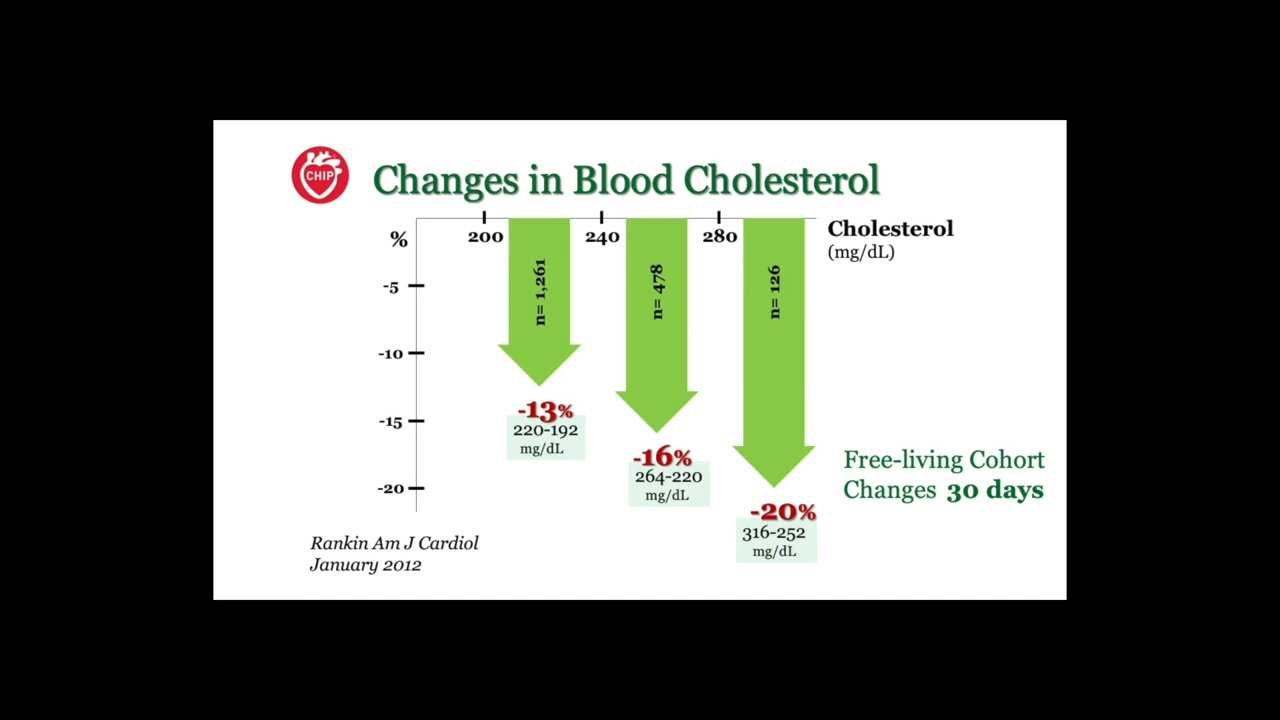 CHIP
Changes in Blood Cholesterol
%
200
240
280
Cholesterol
(mg/dL)
-5
-10
-15
-20
n= 1,261
n= 478
n= 126
-13%
220-192
mg/dL
-16%
264-220
mg/dL
-20%
316-252
mg/dL
Free-living Cohort
Changes 30 days
Rankin Am J Cardiol
January 2012